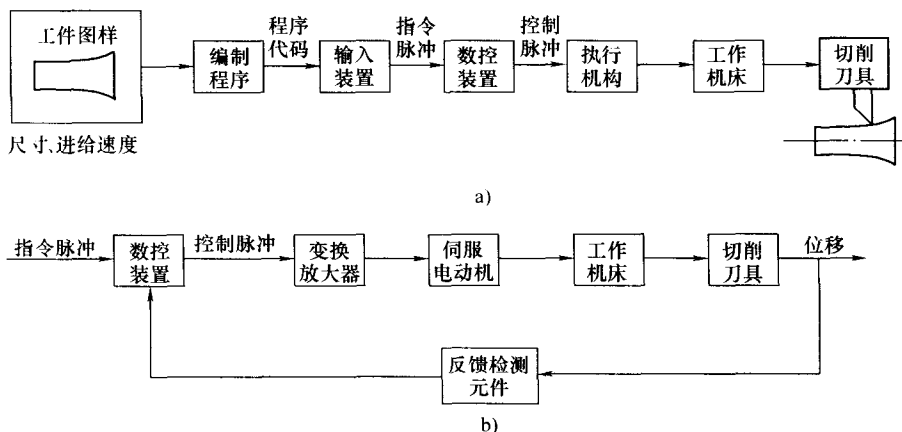 工件图样
尺寸、进给速度
编制
程序
程序
代码
输入
装置
指令
脉冲
数控
装置
控制
脉冲
执行
机构
工作
机床
切削
刀具
a)
指令脉冲
数控
装置
控制脉冲
变换
放大器
伺服
电动机
工作
机床
切削
刀具
位移
反馈检测
元件
b)